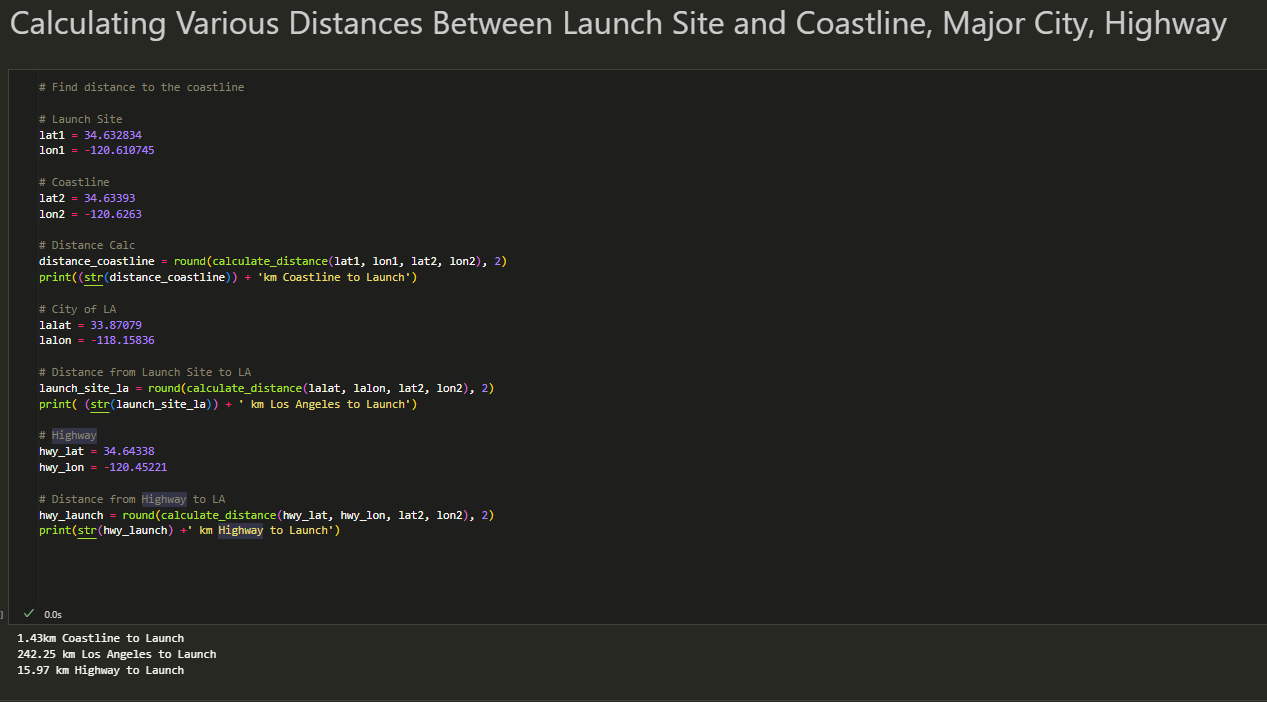 Calculating Various Distances Between Launch Site and Coastline, Major City, Highway
# Find distance to the coastline
# Launch Site
lat1 = 34.632834
lon1 = -120.610745
# Coastline
lat2 = 34.63393
lon2 = -120.6263
# Distance Calc
distance_coastline = round(calculate_distance(lat1, lon1, lat2, lon2), 2)
print((str(distance_coastline)) + 'km Coastline to Launch')
# City of LA
lalat = 33.87079
lalon = -118.15836
# Distance from Launch Site to LA
launch_site_la = round(calculate_distance(lalat, lalon, lat2, lon2), 2)
print( (str(launch_site_la)) + ' km Los Angeles to Launch')
# Highway
hwy_lat = 34.64338
hwy_lon = -120.45221
# Distance from Highway to LA
hwy_launch = round(calculate_distance(hwy_lat, hwy_lon, lat2, lon2), 2)
print(str(hwy_launch) +' km Highway to Launch')
] ✓ 0.0s
1.43km Coastline to Launch
242.25 km Los Angeles to Launch
15.97 km Highway to Launch